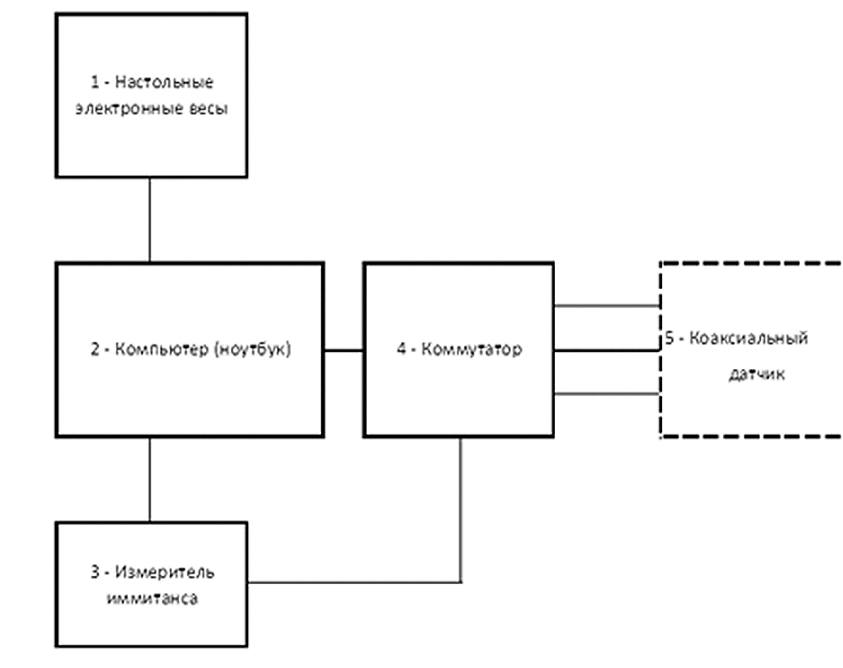 1 - Настольные
электронные весы
2 - Компьютер (ноутбук)
4 - Коммутатор
5 - Коаксиальный
датчик
3 - Измеритель
иммитанса